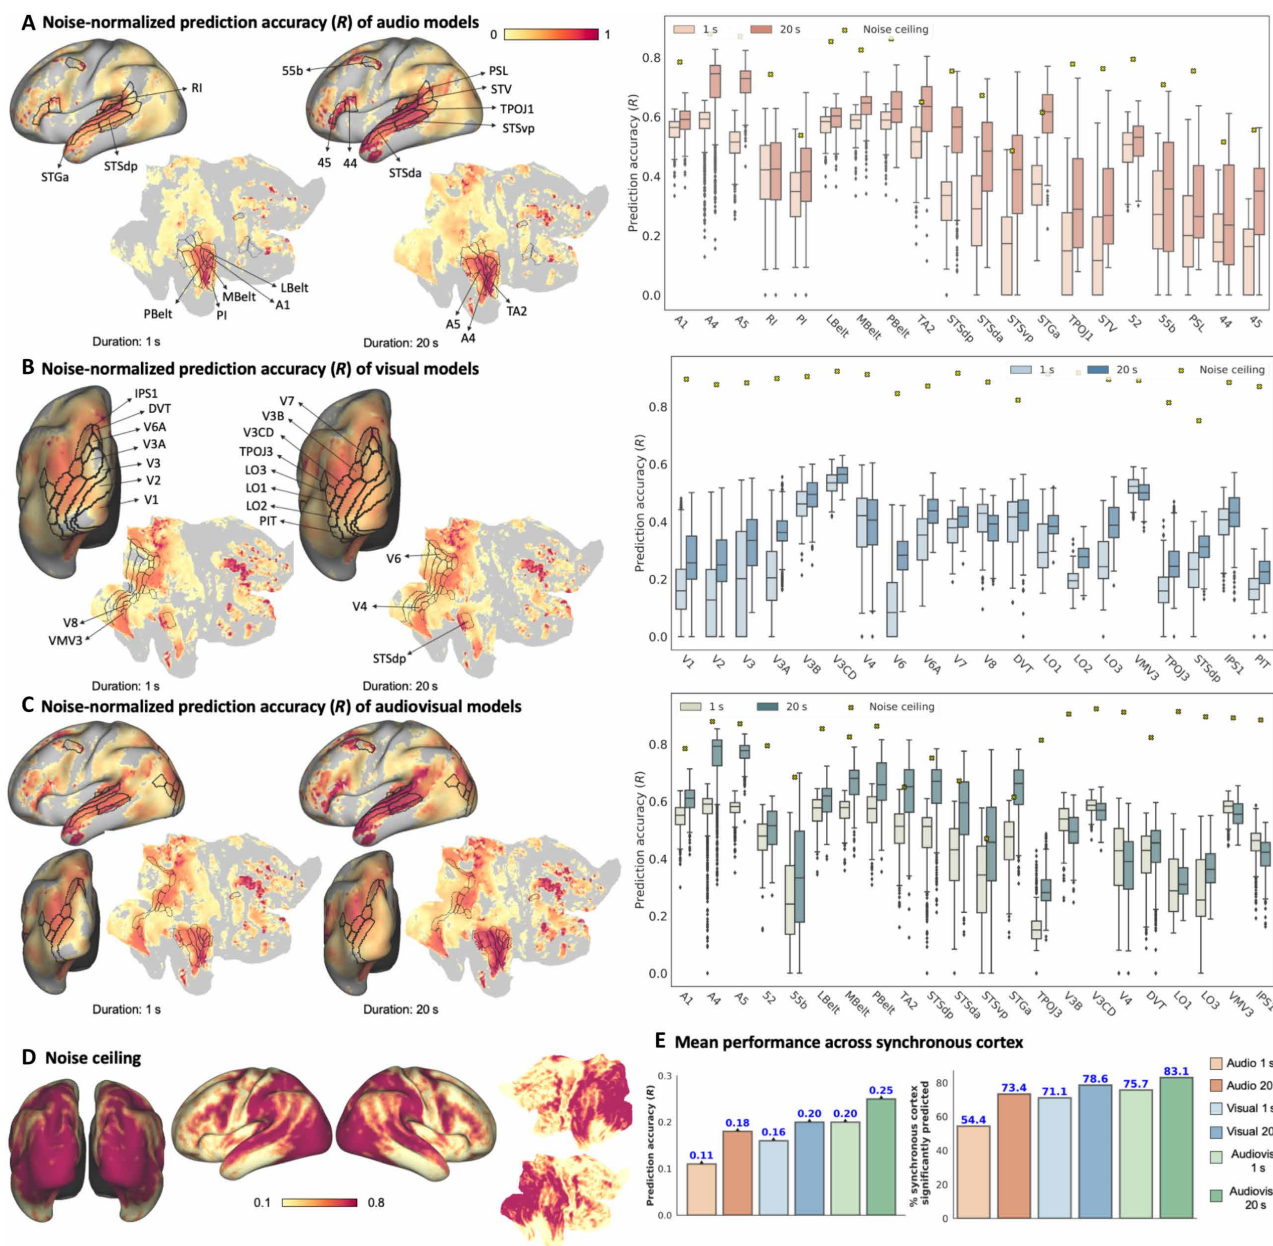 A Noise-normalized prediction accuracy (R) of audio models
0 1
55b
RI
PSL
STV
TPOJ1
STSvp
STGa
STSdp
45
44
STSda
PBelt
MBelt
PI
LBelt
A1
A5
A4
TA2
Duration: 1 s
Duration: 20 s
1 s 20 s Noise ceiling
Prediction accuracy (R)
0.8
0.6
0.4
0.2
0.0
A1 A4 A5 RI PI LBelt MBelt PBelt TA2 STSdp STSda STSvp STGa TPOJ1 STV 52 55b PSL 44 45
B Noise-normalized prediction accuracy (R) of visual models
IPS1
DVT
V6A
V3A
V3
V2
V1
V7
V3B
V3CD
TPOJ3
LO3
LO1
LO2
PIT
V8
VMV3
V6
V4
STSdp
Duration: 1 s
Duration: 20 s
1 s 20 s Noise ceiling
Prediction accuracy (R)
0.8
0.6
0.4
0.2
0.0
V1 V2 V3 V3A V3B V3CD V4 V6 V6A V7 V8 DVT LO1 LO2 LO3 VMV3 TPOJ3 STSdp IPS1 PIT
C Noise-normalized prediction accuracy (R) of audiovisual models
Duration: 1 s
Duration: 20 s
1 s 20 s Noise ceiling
Prediction accuracy (R)
0.8
0.6
0.4
0.2
0.0
A1 A4 A5 52 55b LBelt MBelt PBelt TA2 STSdp STSda STSvp STGa TPOJ3 V3B V3CD V4 DVT LO1 LO3 VMV3 IPS1
D Noise ceiling
0.1 0.8
E Mean performance across synchronous cortex
Prediction accuracy (R)
0.3
0.2
0.1
0.0
0.11
0.18
0.16
0.20
0.20
0.25
% synchronous cortex
significantly predicted
80
60
40
20
0
54.4
73.4
71.1
78.6
75.7
83.1
Audio 1 s
Audio 20
Visual 1 s
Visual 20
Audiovis
1 s
Audiovis
20 s